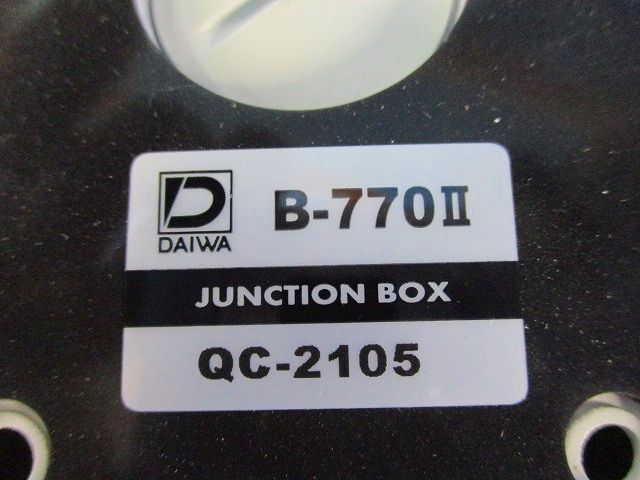 B-770II
DAIWA
JUNCTION BOX
QC-2105